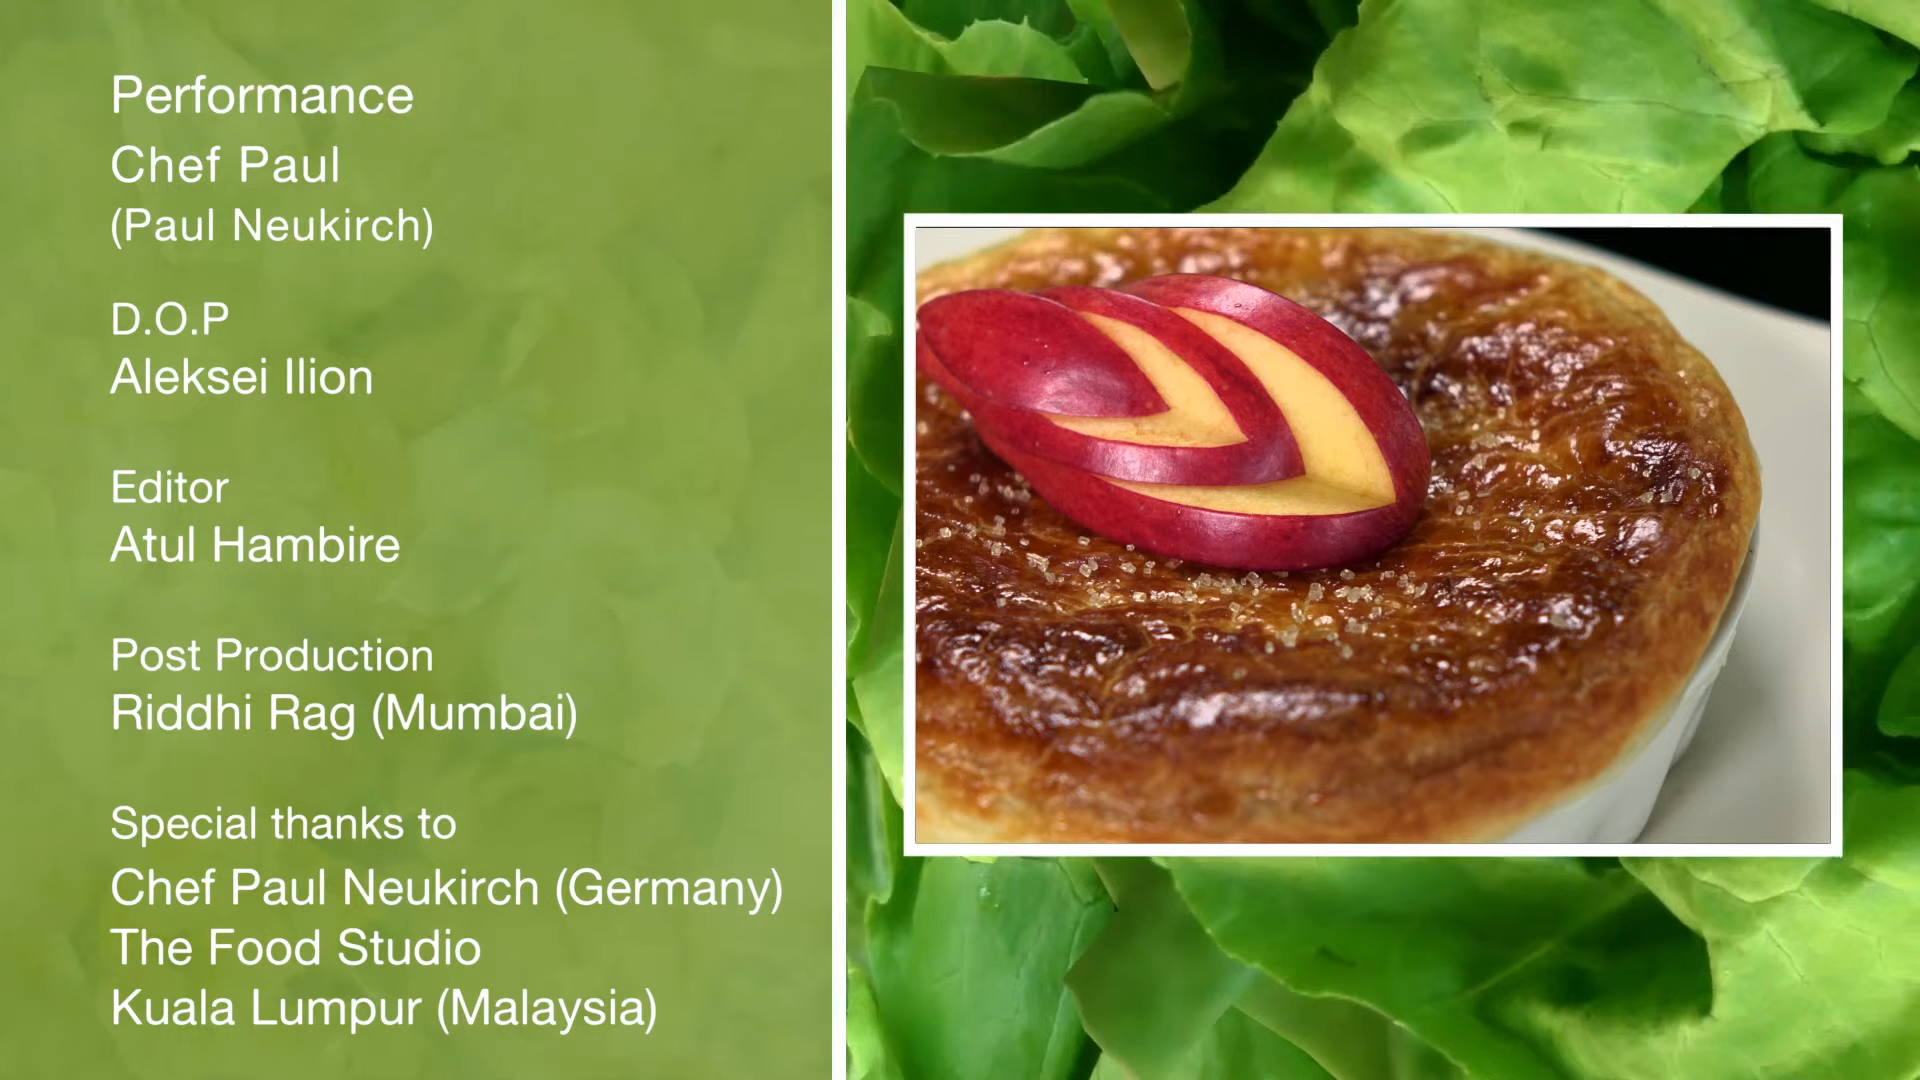 Performance
Chef Paul
(Paul Neukirch)
D.O.P
Aleksei Ilion
Editor
Atul Hambire
Post Production
Riddhi Rag (Mumbai)
Special thanks to
Chef Paul Neukirch (Germany)
The Food Studio
Kuala Lumpur (Malaysia)